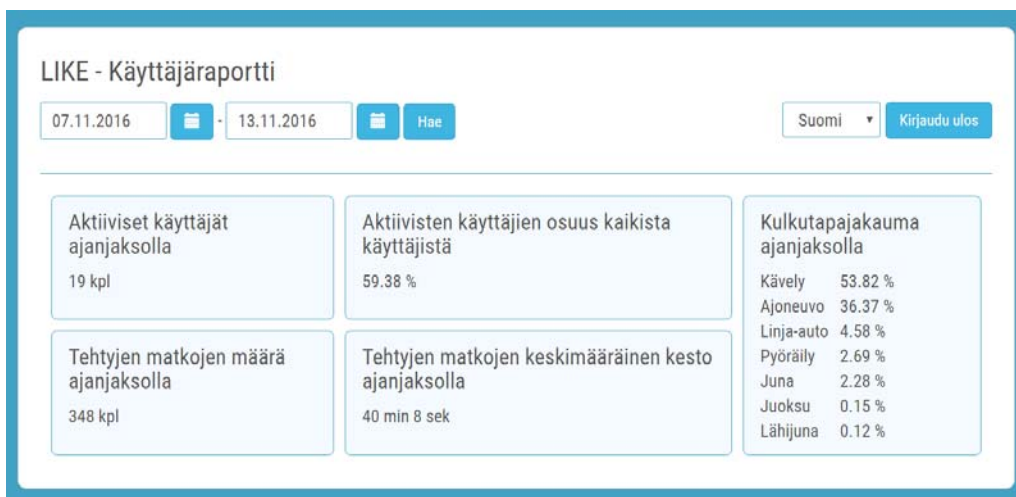 LIKE - Käyttäjäraportti
07.11.2016 - 13.11.2016 Hae Suomi Kirjaudu ulos
Aktiiviset käyttäjät
ajanjaksolla
19 kpl
Aktiivisten käyttäjien osuus kaikista
käyttäjistä
59.38 %
Tehtyjen matkojen määrä
ajanjaksolla
348 kpl
Tehtyjen matkojen keskimääräinen kesto
ajanjaksolla
40 min 8 sek
Kulkutapajakauma
ajanjaksolla
Kävely 53.82 %
Ajoneuvo 36.37 %
Linja-auto 4.58 %
Pyöräily 2.69 %
Juna 2.28 %
Juoksu 0.15 %
Lähijuna 0.12 %